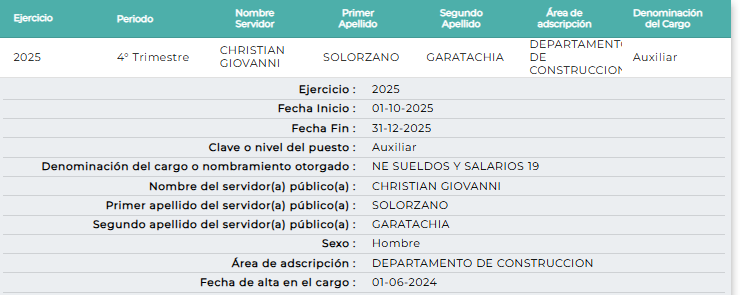 Ejercicio Periodo Nombre Servidor Primer Apellido Segundo Apellido Área de adscripción Denominación del Cargo
2025 4° Trimestre CHRISTIAN GIOVANNI SOLORZANO GARATACHIA DEPARTAMENT DE CONSTRUCCION Auxiliar
Ejercicio : 2025
Fecha Inicio : 01-10-2025
Fecha Fin : 31-12-2025
Clave o nivel del puesto : Auxiliar
Denominación del cargo o nombramiento otorgado : NE SUELDOS Y SALARIOS 19
Nombre del servidor(a) público(a) : CHRISTIAN GIOVANNI
Primer apellido del servidor(a) público(a) : SOLORZANO
Segundo apellido del servidor(a) público(a) : GARATACHIA
Sexo : Hombre
Área de adscripción : DEPARTAMENTO DE CONSTRUCCION
Fecha de alta en el cargo : 01-06-2024